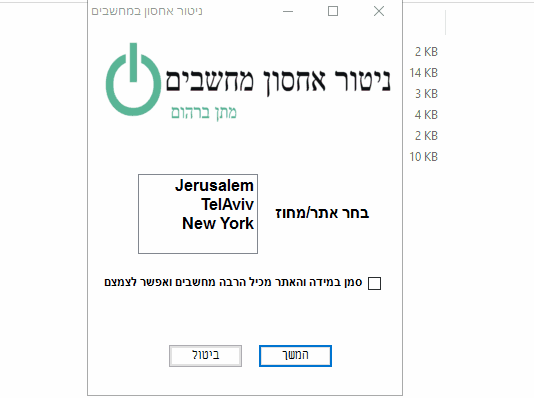 ניטור אחסון במחשבים
ניטור אחסון מחשבים
מתן ברהום
2 KB
14 KB
3 KB
4 KB
2 KB
10 KB
בחר אתר/מחוז
Jerusalem
TelAviv
New York
סמן במידה והאתר מכיל הרבה מחשבים ואפשר לצמצם
המשך
ביטול